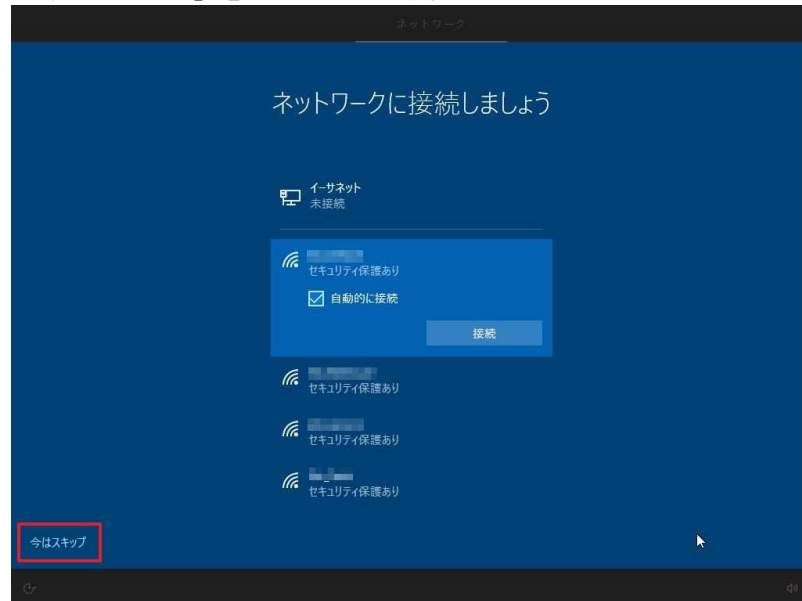 ネットワーク
ネットワークに接続しましょう
イーサネット
未接続
セキュリティ保護あり
自動的に接続
接続
セキュリティ保護あり
セキュリティ保護あり
セキュリティ保護あり
今はスキップ